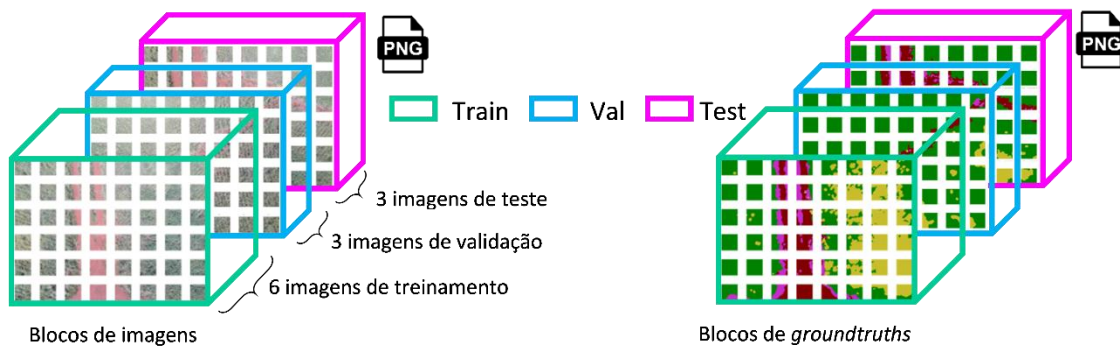 PNG
PNG
Train
Val
Test
3 imagens de teste
3 imagens de validação
6 imagens de treinamento
Blocos de imagens
Blocos de groundtruths